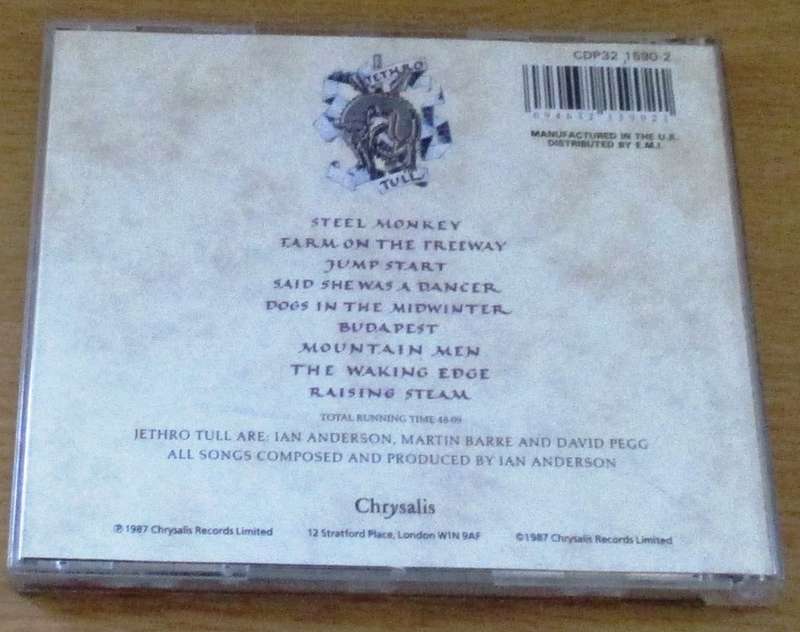 JETHRO
TULL
CDP32 1590-2
MANUFACTURED IN THE U.K.
DISTRIBUTED BY E.M.I.
STEEL MONKEY
FARM ON THE FREEWAY
JUMP START
SAID SHE WAS A DANCER
DOGS IN THE MIDWINTER
BUDAPEST
MOUNTAIN MEN
THE WAKING EDGE
RAISING STEAM
TOTAL RUNNING TIME
JETHRO TULL ARE: IAN ANDERSON, MARTIN BARRE AND DAVID PEGG
ALL SONGS COMPOSED AND PRODUCED BY IAN ANDERSON
Chrysalis
℗ 1987 Chrysalis Records Limited
12 Stratford Place, London W1N 9AF
©1987 Chrysalis Records Limited